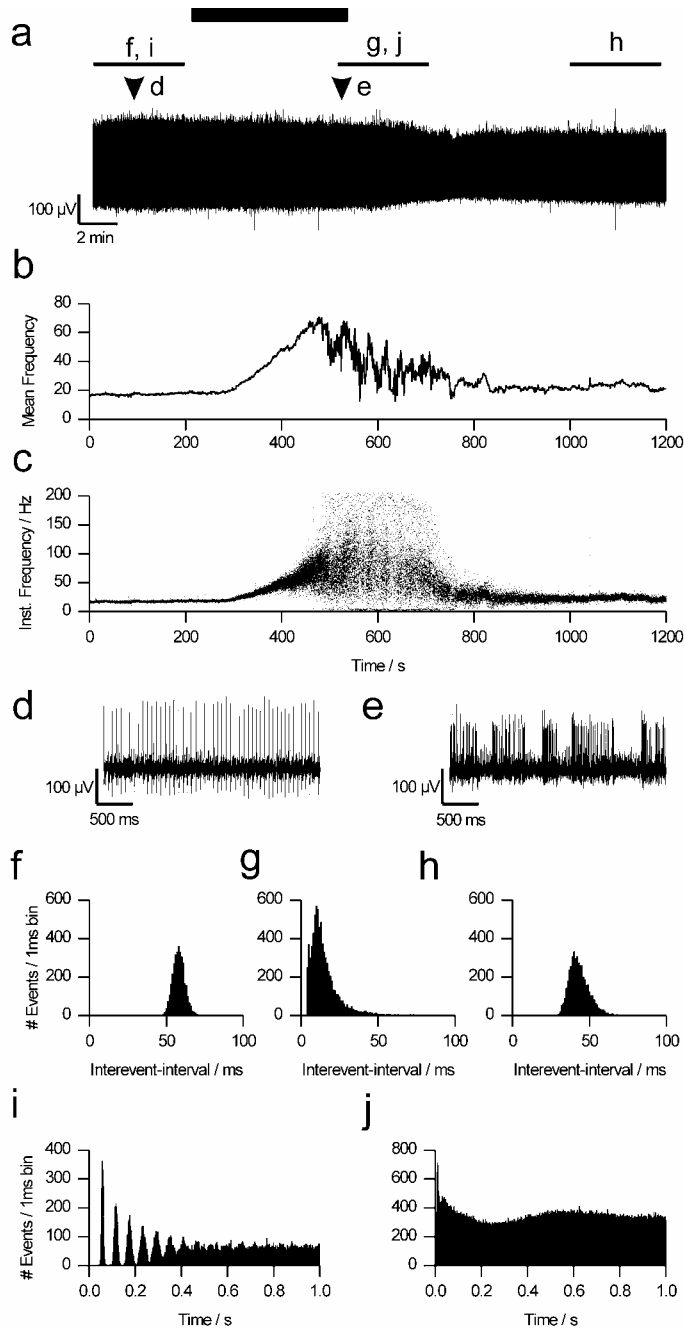 a
f, i
g, j
h
d
e
100 µV
2 min
b
Mean Frequency
80
60
40
20
0
0 200 400 600 800 1000 1200
c
Inst. Frequency / Hz
200
150
100
50
0
0 200 400 600 800 1000 1200
Time / s
d
100 µV
500 ms
e
100 µV
500 ms
f
# Events / 1ms bin
600
400
200
0
0 50 100
Interevent-interval / ms
g
600
400
200
0
0 50 100
Interevent-interval / ms
h
600
400
200
0
0 50 100
Interevent-interval / ms
i
# Events / 1ms bin
400
300
200
100
0
0.0 0.2 0.4 0.6 0.8 1.0
Time / s
j
800
600
400
200
0
0.0 0.2 0.4 0.6 0.8 1.0
Time / s